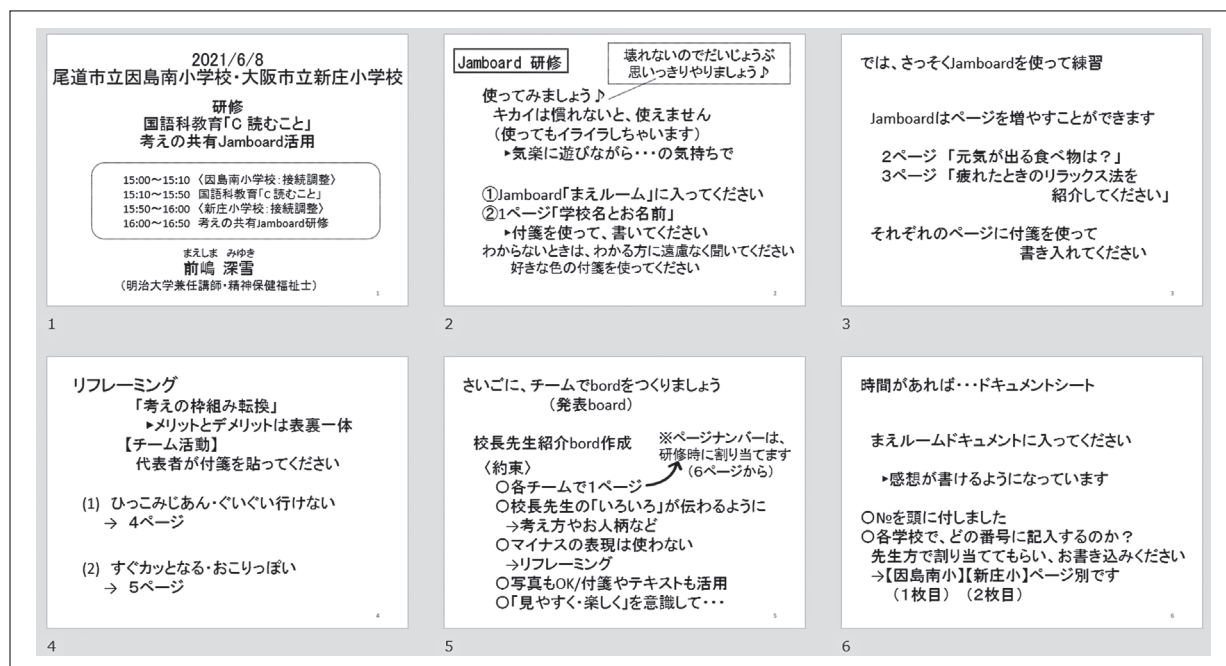 2021/6/8
尾道市立因島南小学校・大阪市立新庄小学校
研修
国語科教育「C 読むこと」
考えの共有Jamboard活用
15:00～15:10 〈因島南小学校:接続調整〉
15:10～15:50 国語科教育「C 読むこと」
15:50～16:00 〈新庄小学校:接続調整〉
16:00～16:50 考えの共有Jamboard研修
まえしま みゆき
前嶋 深雪
(明治大学兼任講師・精神保健福祉士)
1
1
Jamboard 研修
壊れないのでだいじょうぶ
思いっきりやりましょう♪
使ってみましょう♪
キカイは慣れないと、使えません
(使ってもイライラしちゃいます)
▶気楽に遊びながら・・・の気持ちで
①Jamboard「まえルーム」に入ってください
②1ページ「学校名とお名前」
▶付箋を使って、書いてください
わからないときは、わかる方に遠慮なく聞いてください
好きな色の付箋を使ってください
2
2
では、さっそくJamboardを使って練習
Jamboardはページを増やすことができます
2ページ 「元気が出る食べ物は?」
3ページ 「疲れたときのリラックス法を
紹介してください」
それぞれのページに付箋を使って
書き入れてください
3
3
リフレーミング
「考えの枠組み転換」
▶メリットとデメリットは表裏一体
【チーム活動】
代表者が付箋を貼ってください
(1) ひっこみじあん・ぐいぐい行けない
→ 4ページ
(2) すぐカッとなる・おこりっぽい
→ 5ページ
4
4
さいごに、チームでbordをつくりましょう
(発表board)
校長先生紹介bord作成
※ページナンバーは、
研修時に割り当てます
(6ページから)
〈約束〉
○各チームで1ページ
○校長先生の「いろいろ」が伝わるように
→考え方やお人柄など
○マイナスの表現は使わない
→リフレーミング
○写真もOK/付箋やテキストも活用
○「見やすく・楽しく」を意識して・・・
5
5
時間があれば・・・ドキュメントシート
まえルームドキュメントに入ってください
▶感想が書けるようになっています
○№を頭に付しました
○各学校で、どの番号に記入するのか?
先生方で割り当ててもらい、お書き込みください
→【因島南小】【新庄小】ページ別です
(1枚目) (2枚目)
6
6